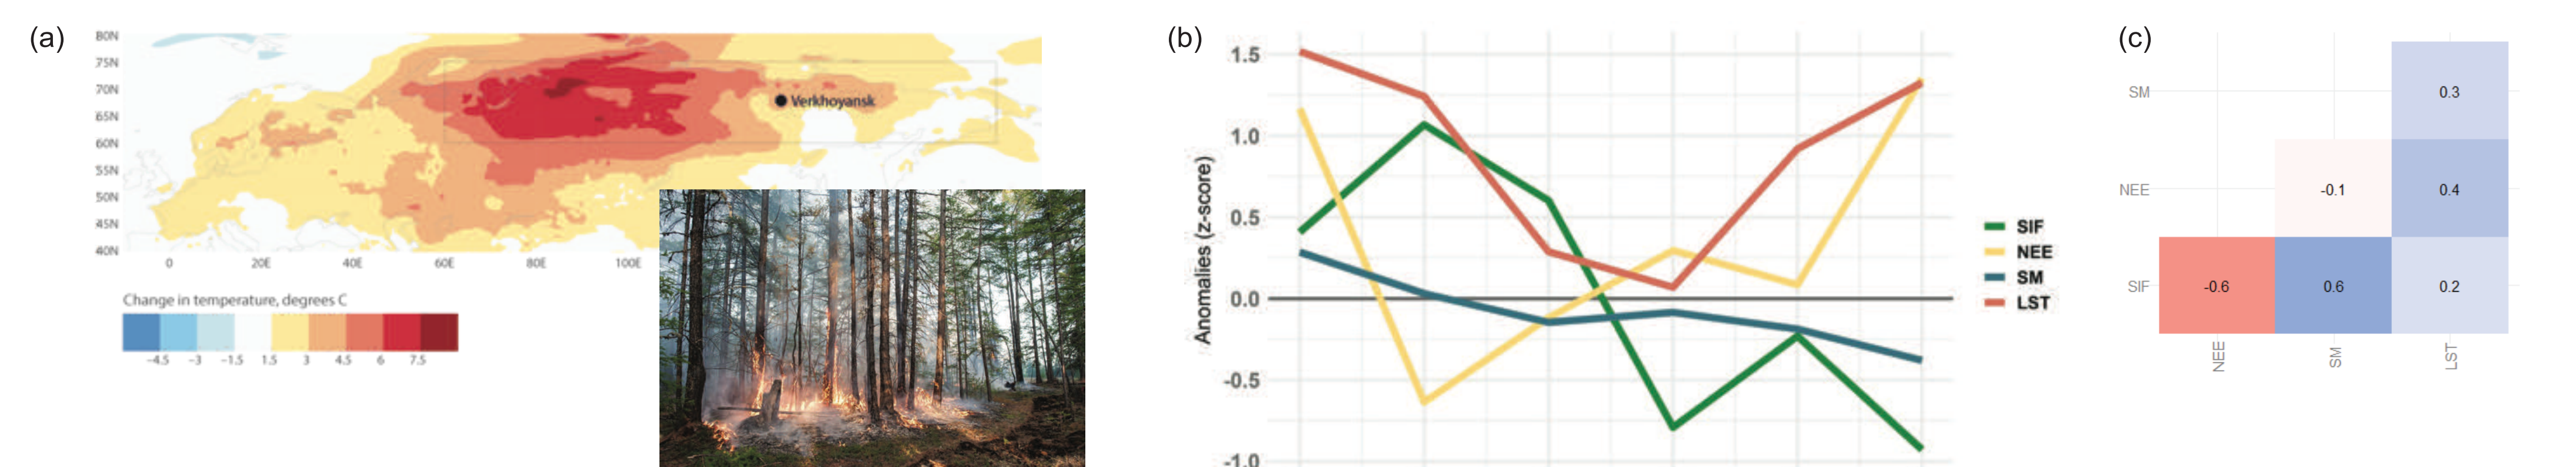 (a)
80N
75N
70N
65N
60N
55N
50N
45N
40N
Verkhoyansk
0 20E 40E 60E 80E 100E
Change in temperature, degrees C
-4.5 -3 -1.5 1.5 3 4.5 6 7.5
(b)
Anomalies (z-score)
1.5
1.0
0.5
0.0
-0.5
-1.0
SIF
NEE
SM
LST
(c)
SM 0.3
NEE -0.1 0.4
SIF -0.6 0.6 0.2
NEE SM LST